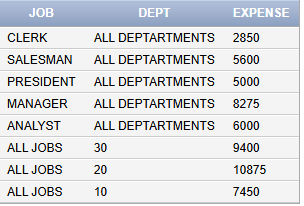 JOB DEPT EXPENSE
CLERK ALL DEPTARTMENTS 2850
SALESMAN ALL DEPTARTMENTS 5600
PRESIDENT ALL DEPTARTMENTS 5000
MANAGER ALL DEPTARTMENTS 8275
ANALYST ALL DEPTARTMENTS 6000
ALL JOBS 30 9400
ALL JOBS 20 10875
ALL JOBS 10 7450